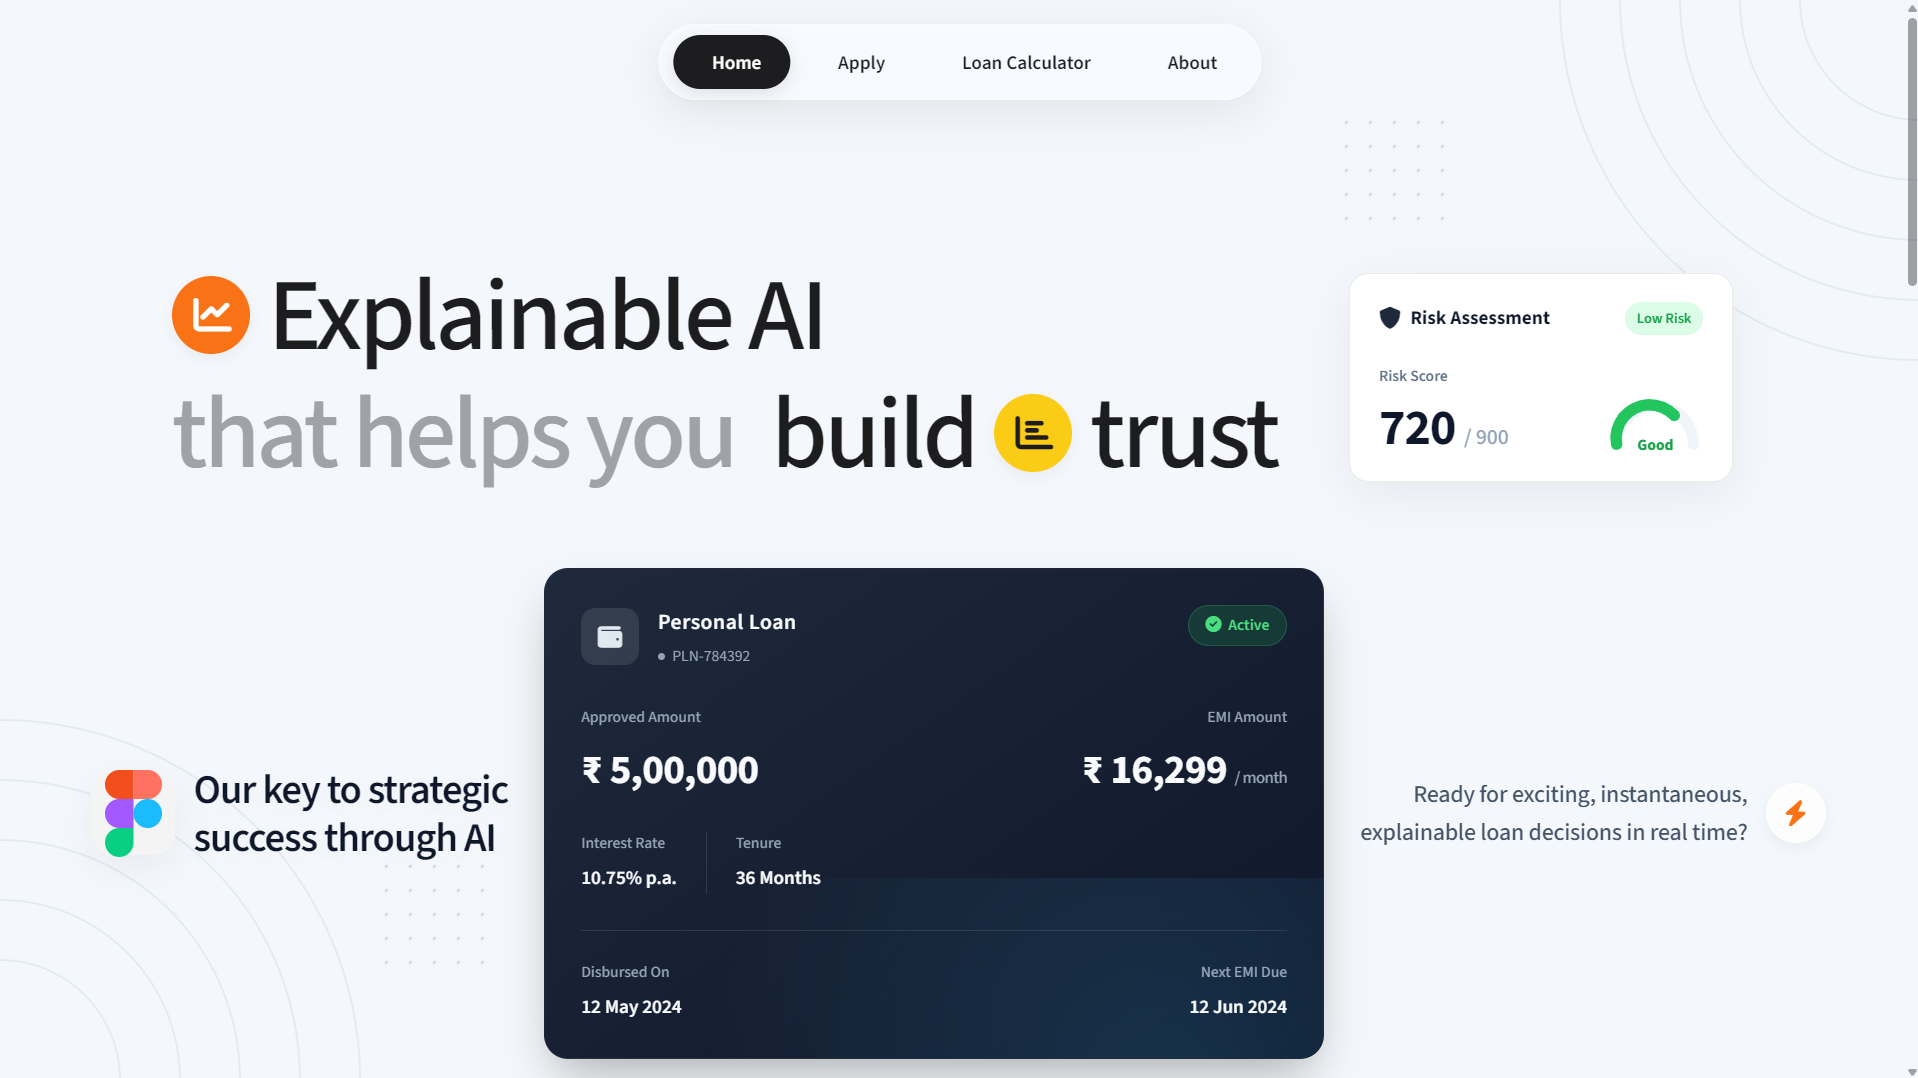 Home
Apply
Loan Calculator
About
Explainable AI
that helps you build trust
Risk Assessment
Low Risk
Risk Score
720 / 900
Good
Personal Loan
PLN-784392
Active
Approved Amount
₹ 5,00,000
EMI Amount
₹ 16,299 / month
Interest Rate
10.75% p.a.
Tenure
36 Months
Disbursed On
12 May 2024
Next EMI Due
12 Jun 2024
Our key to strategic
success through AI
Ready for exciting, instantaneous,
explainable loan decisions in real time?